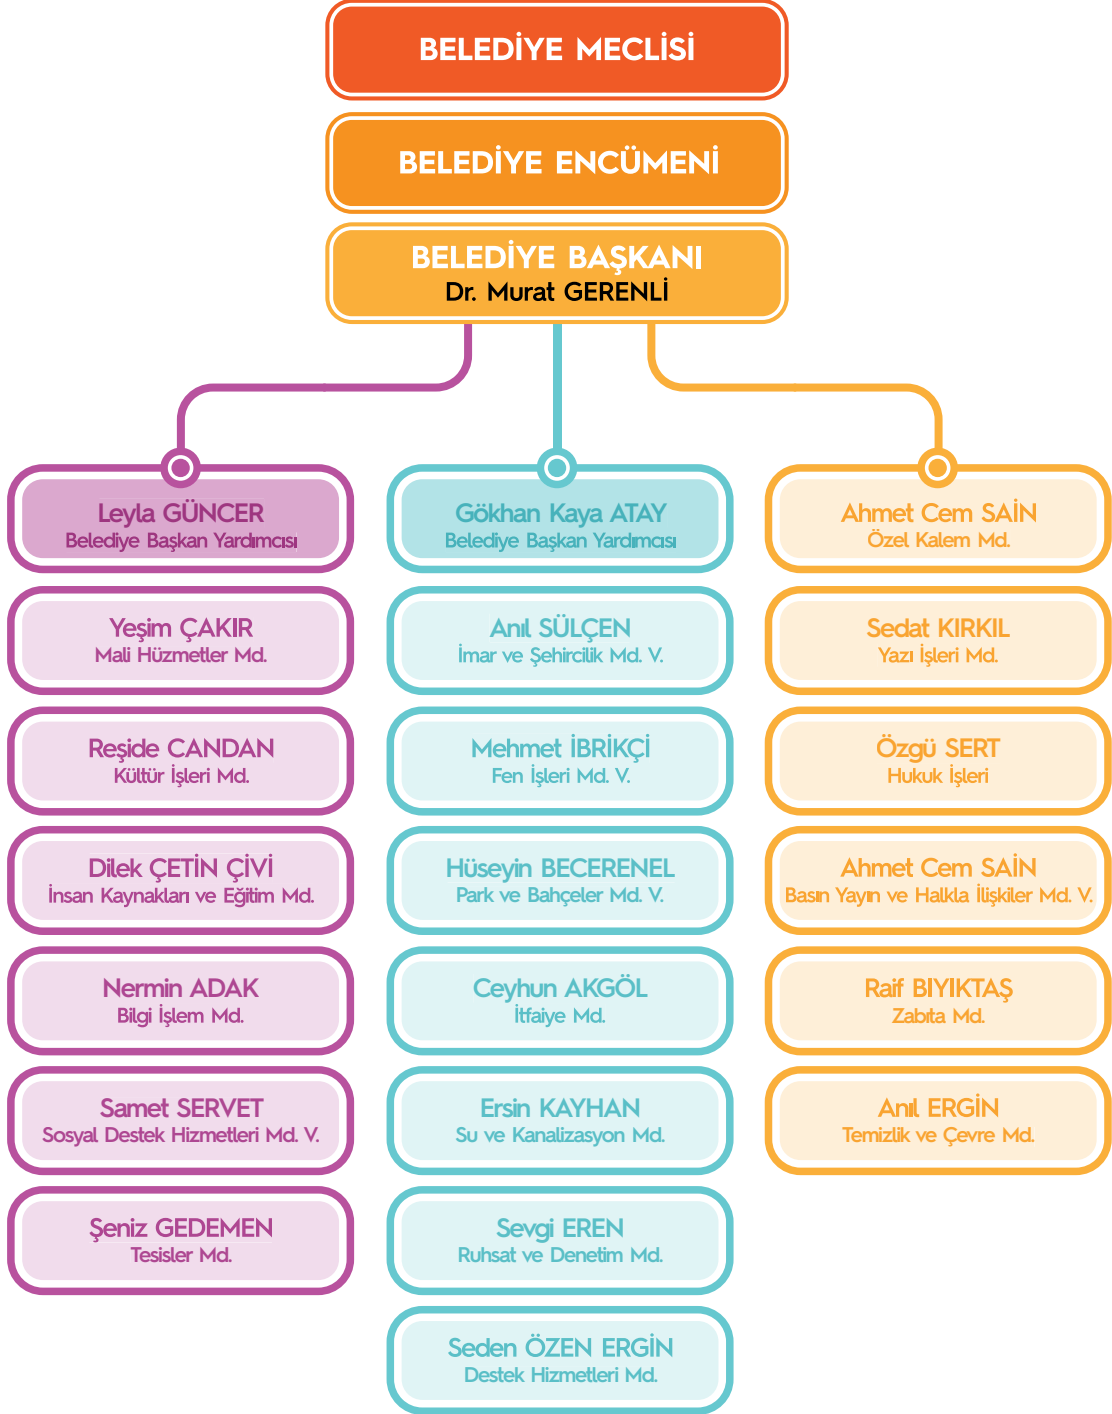 BELEDİYE MECLİSİ
BELEDİYE ENCÜMENİ
BELEDİYE BAŞKANI
Dr. Murat GERENLİ
Leyla GÜNCER
Belediye Başkan Yardımcısı
Yeşim ÇAKIR
Mali Hüzmetler Md.
Reşide CANDAN
Kültür İşleri Md.
Dilek ÇETİN ÇİVİ
İnsan Kaynakları ve Eğitim Md.
Nermin ADAK
Bilgi İşlem Md.
Samet SERVET
Sosyal Destek Hizmetleri Md. V.
Şeniz GEDEMEN
Tesisler Md.
Gökhan Kaya ATAY
Belediye Başkan Yardımcısı
Anıl SÜLÇEN
İmar ve Şehircilik Md. V.
Mehmet İBRİKÇİ
Fen İşleri Md. V.
Hüseyin BECERENEL
Park ve Bahçeler Md. V.
Ceyhun AKGÖL
İtfaiye Md.
Ersin KAYHAN
Su ve Kanalizasyon Md.
Sevgi EREN
Ruhsat ve Denetim Md.
Seden ÖZEN ERGİN
Destek Hizmetleri Md.
Ahmet Cem SAİN
Özel Kalem Md.
Sedat KIRKIL
Yazı İşleri Md.
Özgü SERT
Hukuk İşleri
Ahmet Cem SAİN
Basın Yayın ve Halkla İlişkiler Md. V.
Raif BIYIKTAŞ
Zabıta Md.
Anıl ERGİN
Temizlik ve Çevre Md.